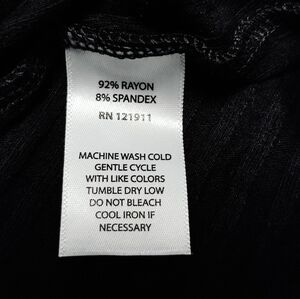 92% RAYON
8% SPANDEX
RN 121911
MACHINE WASH COLD
GENTLE CYCLE
WITH LIKE COLORS
TUMBLE DRY LOW
DO NOT BLEACH
COOL IRON IF
NECESSARY